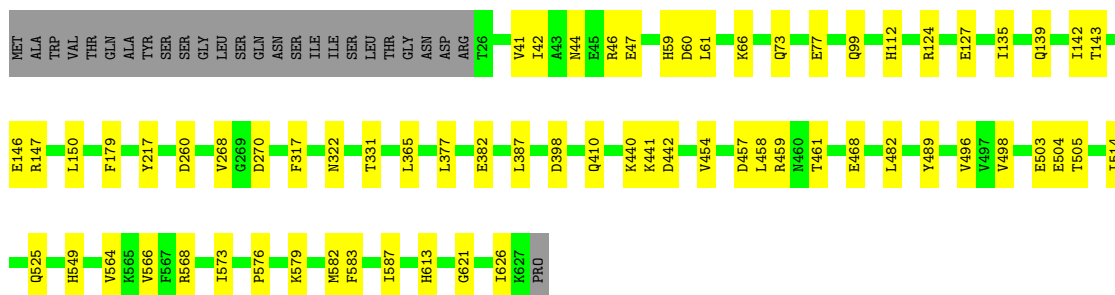 MET ALA TRP VAL THR GLN ALA TYR SER SER GLY LEU SER GLN ASN SER ILE ILE SER LEU THR GLY ASN ASP ARG T26 V41 I42 A43 N44 E45 R46 E47 H59 D60 L61 K66 Q73 E77 Q99 H112 R124 E127 I135 Q139 I142 T143
E146 R147 L150 F179 Y217 D260 V268 G269 D270 F317 N322 T331 L365 L377 E382 L387 D398 Q410 K440 K441 D442 V454 D457 L458 R459 N460 T461 E468 L482 Y489 V496 V497 V498 E503 E504 T505
Q525 H549 V564 K565 V566 F567 R568 I573 P576 K579 M582 F583 I587 H613 G621 I626 K627 PRO